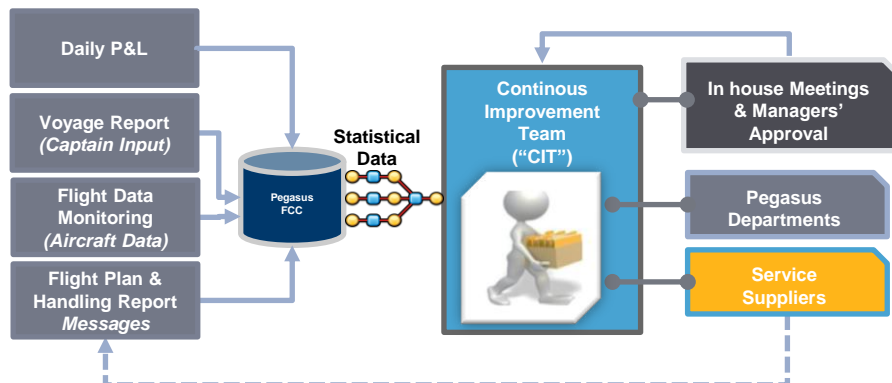 Daily P&L
Voyage Report
(Captain Input)
Flight Data
Monitoring
(Aircraft Data)
Flight Plan &
Handling Report
Messages
Pegasus
FCC
Statistical
Data
Continous
Improvement
Team
(“CIT”)
In house Meetings
& Managers’
Approval
Pegasus
Departments
Service
Suppliers